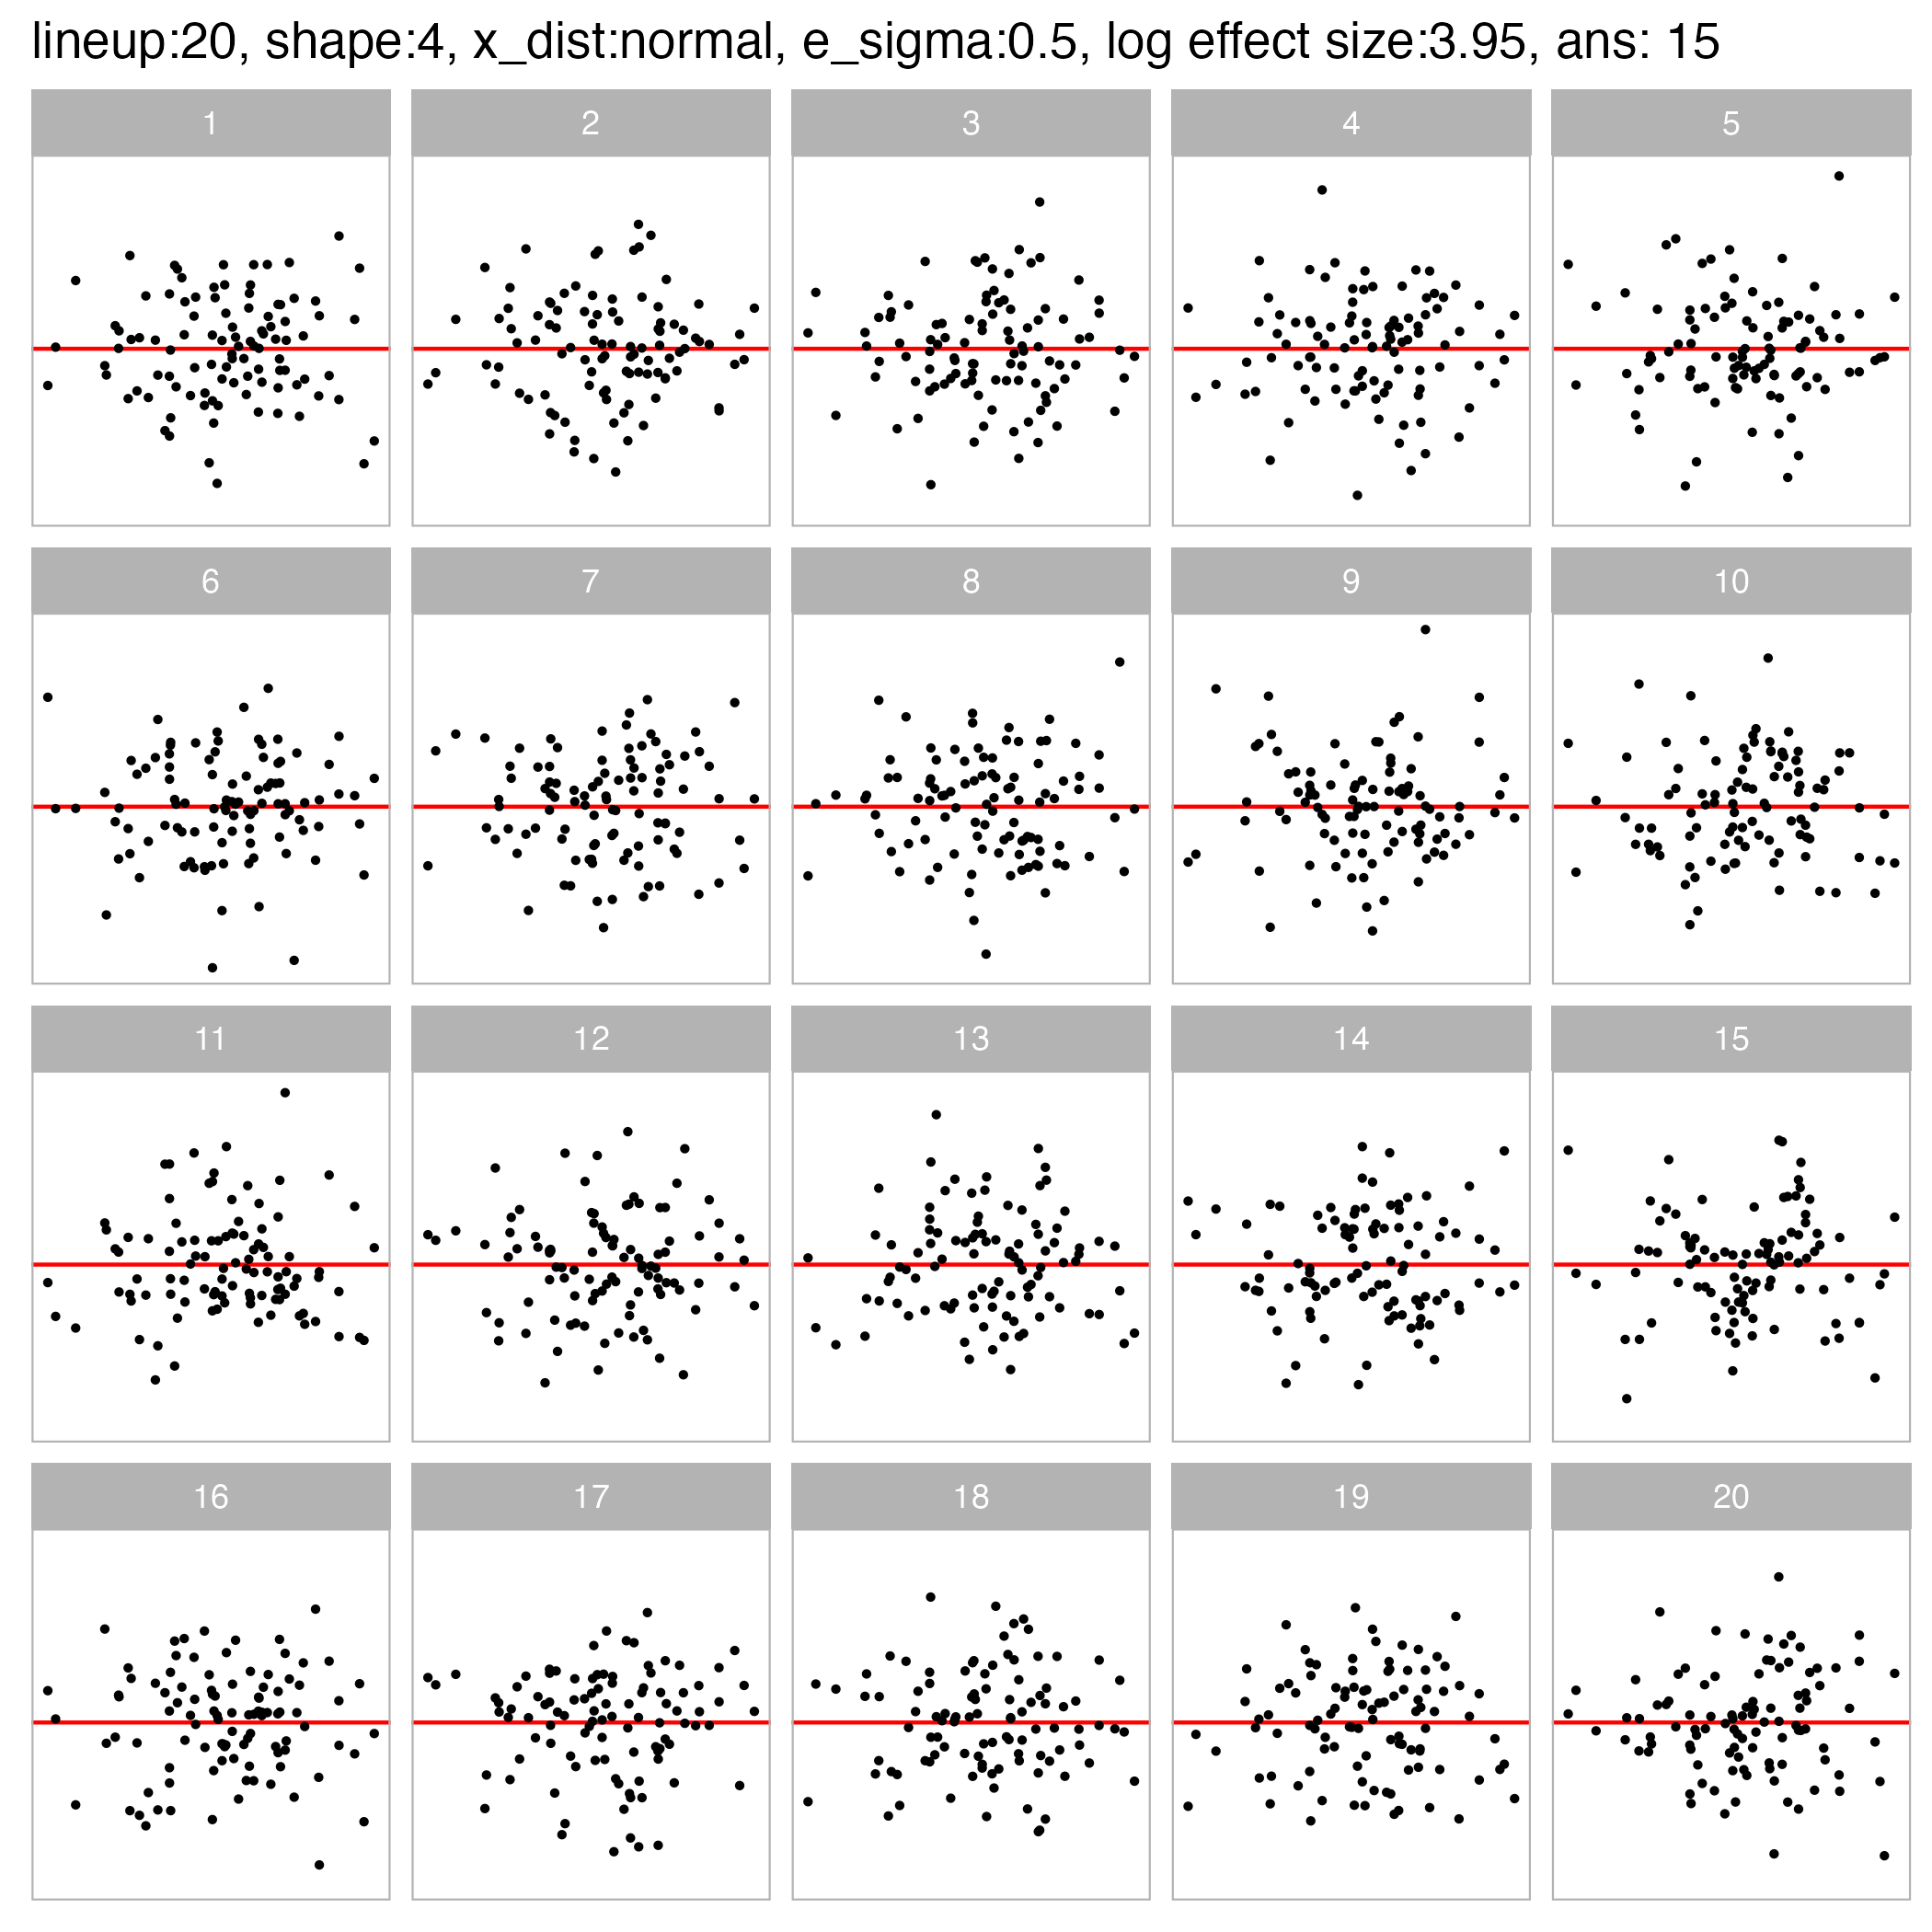 lineup:20, shape:4, x_dist:normal, e_sigma:0.5, log effect size:3.95, ans: 15
1 2 3 4 5
6 7 8 9 10
11 12 13 14 15
16 17 18 19 20